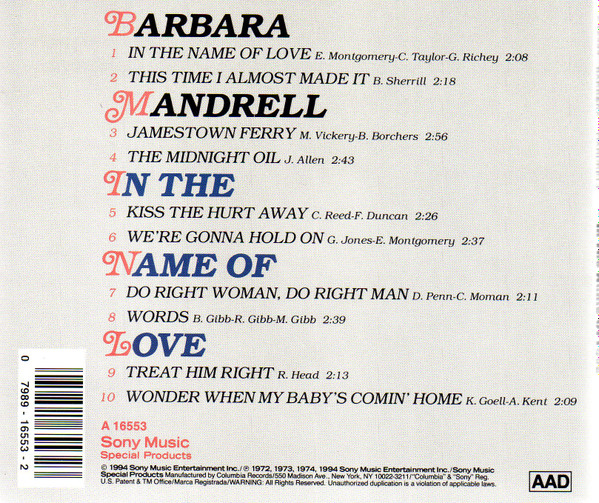 BARBARA
1 IN THE NAME OF LOVE E. Montgomery-C. Taylor-G. Richey 2:08
2 THIS TIME I ALMOST MADE IT B. Sherrill 2:18
MANDRELL
3 JAMESTOWN FERRY M. Vickery-B. Borchers 2:56
4 THE MIDNIGHT OIL J. Allen 2:43
IN THE
5 KISS THE HURT AWAY C. Reed-F. Duncan 2:26
6 WE'RE GONNA HOLD ON G. Jones-E. Montgomery 2:37
NAME OF
7 DO RIGHT WOMAN, DO RIGHT MAN D. Penn-C. Moman 2:11
8 WORDS B. Gibb-R. Gibb-M. Gibb 2:39
LOVE
9 TREAT HIM RIGHT R. Head 2:13
10 WONDER WHEN MY BABY'S COMIN' HOME K. Goell-A. Kent 2:09
0 7989 - 16553 - 2
A 16553
Sony Music
Special Products
© 1994 Sony Music Entertainment Inc./℗ 1972, 1973, 1974, 1994 Sony Music Entertainment Inc./Sony Music
Special Products Manufactured by Columbia Records/550 Madison Ave., New York, NY 10022-3211/"Columbia" & "Sony" Reg.
U.S. Patent & TM Office/Marca Registrada/WARNING: All Rights Reserved. Unauthorized duplication is a violation of applicable laws.
AAD